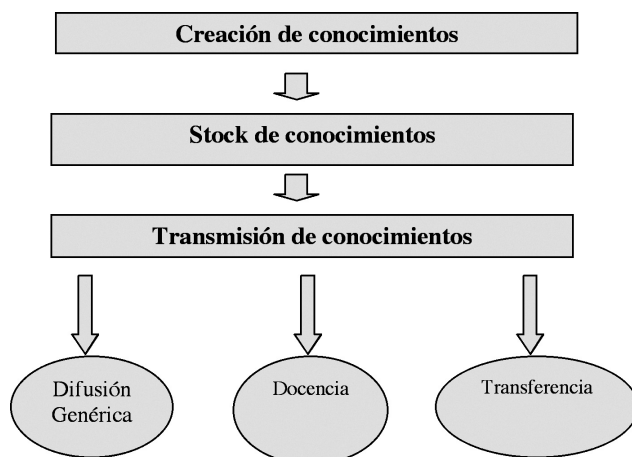 Creación de conocimientos
Stock de conocimientos
Transmisión de conocimientos
Difusión
Genérica
Docencia
Transferencia